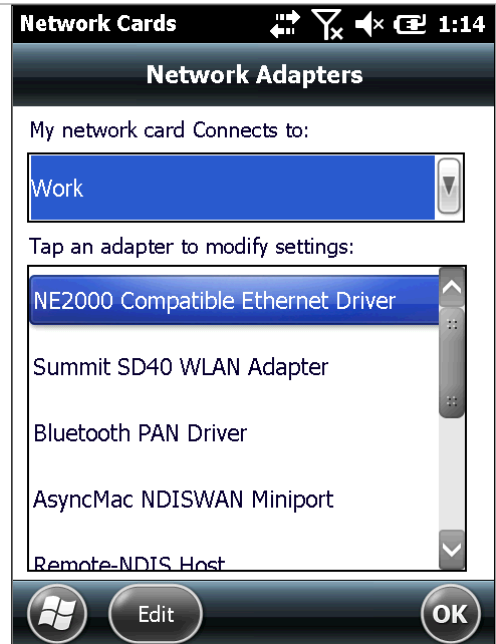 Network Cards 1:14
Network Adapters
My network card Connects to:
Work
Tap an adapter to modify settings:
NE2000 Compatible Ethernet Driver
Summit SD40 WLAN Adapter
Bluetooth PAN Driver
AsyncMac NDISWAN Miniport
Remote-NDIS Host
Edit OK